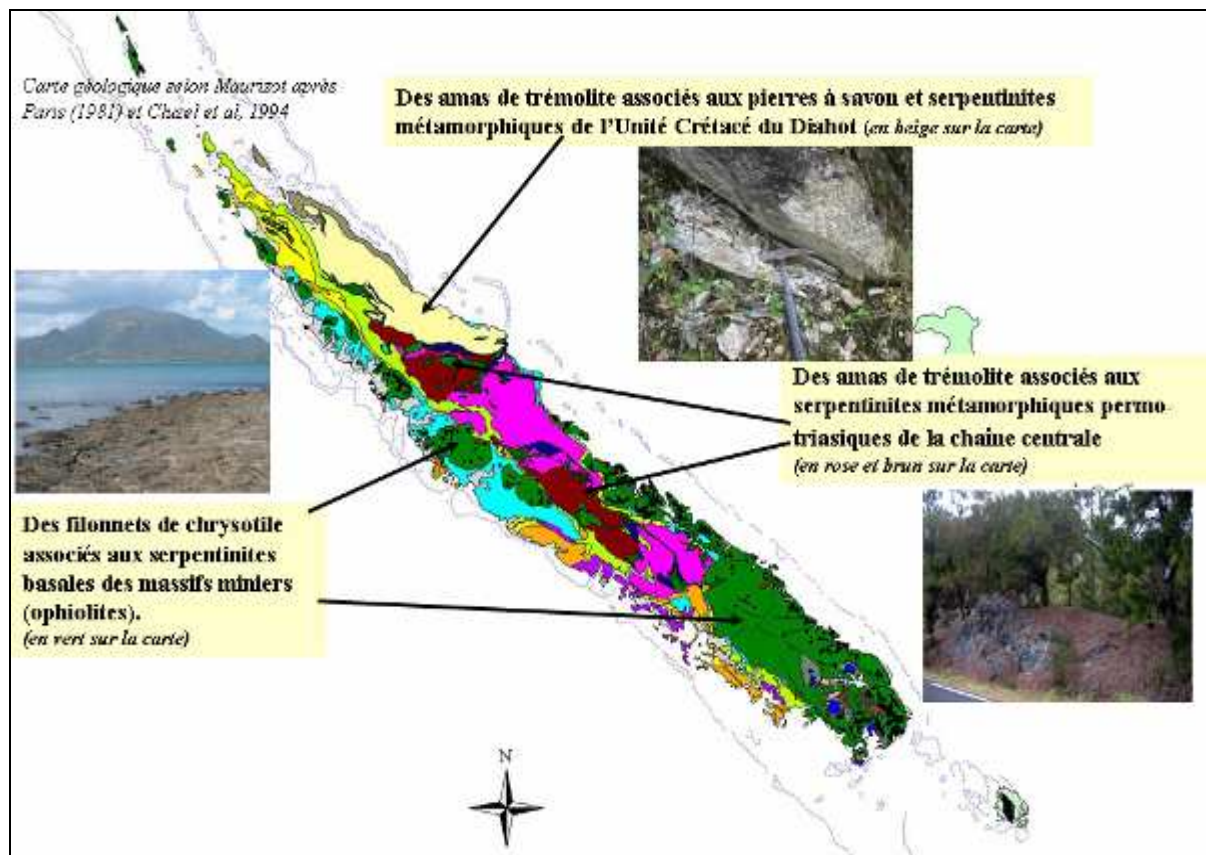 Carte géologique selon Maurizot après
Paris (1981) et Cluzel et al, 1994
Des amas de trémolite associés aux pierres à savon et serpentinites
métamorphiques de l'Unité Crétacé du Diahot (en beige sur la carte)
Des amas de trémolite associés aux
serpentinites métamorphiques permo-
triasiques de la chaine centrale
(en rose et brun sur la carte)
Des filonnets de chrysotile
associés aux serpentinites
basales des massifs miniers
(ophiolites).
(en vert sur la carte)
N